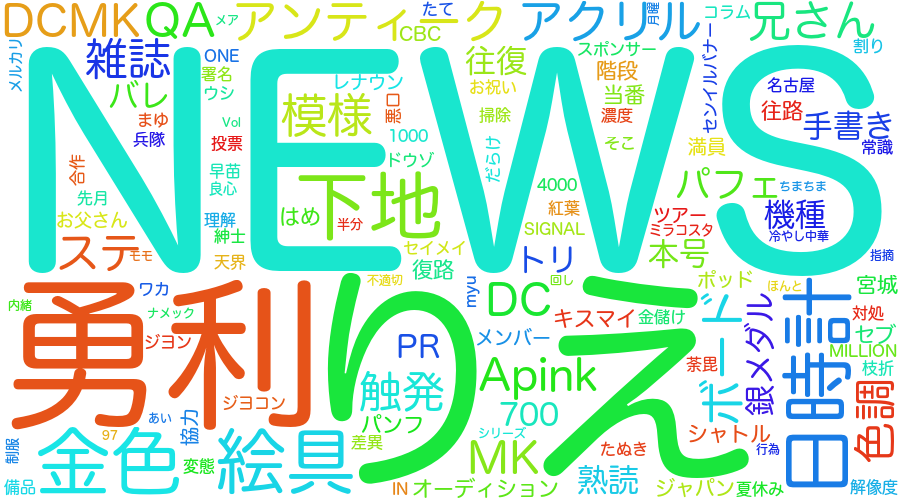 DCMK
QA
アンティーク
たて
メア
CBC
アクリル
月曜
コラム
兄さん
割り
メルカリ
雑誌
ONE
署名
ウシ
レナウン
往復
お祝い
スポンサー
階段
当番
センイルバナー
名古屋
往路
手書き
常識
バレ
まゆ
兵隊
Vol
投票
模様
悪口
1000
掃除
濃度
そこ
満員
NEWS
合作
先月
早苗
良心
ドゥゾ
だらけ
4000
パフェ
ちまちま
お父さん
理解
紳士
はめ
下地
半分
紅葉
SIGNAL
ツアー
ミラコスタ
機種
冷やし中華
ステ
モモ
天界
セイメイ
復路
トリ
本号
指摘
不適切
回し
ポッド
ほんと
宮城
内緒
勇利
ワカ
ナメック
ジヨン
りえ
myu
DC
キスマイ
金儲け
ボード
銀メダル
日時計
対処
セブ
MILLION
枝折
PR
メンバー
荼毘
ジヨコン
触発
Apink
色調
あい
協力
パンフ
700
シリーズ
シャトル
制服
97
金色
変態
絵具
差異
MK
たぬき
行為
備品
IN
オーディション
熟読
ジャパン
夏休み
解像度